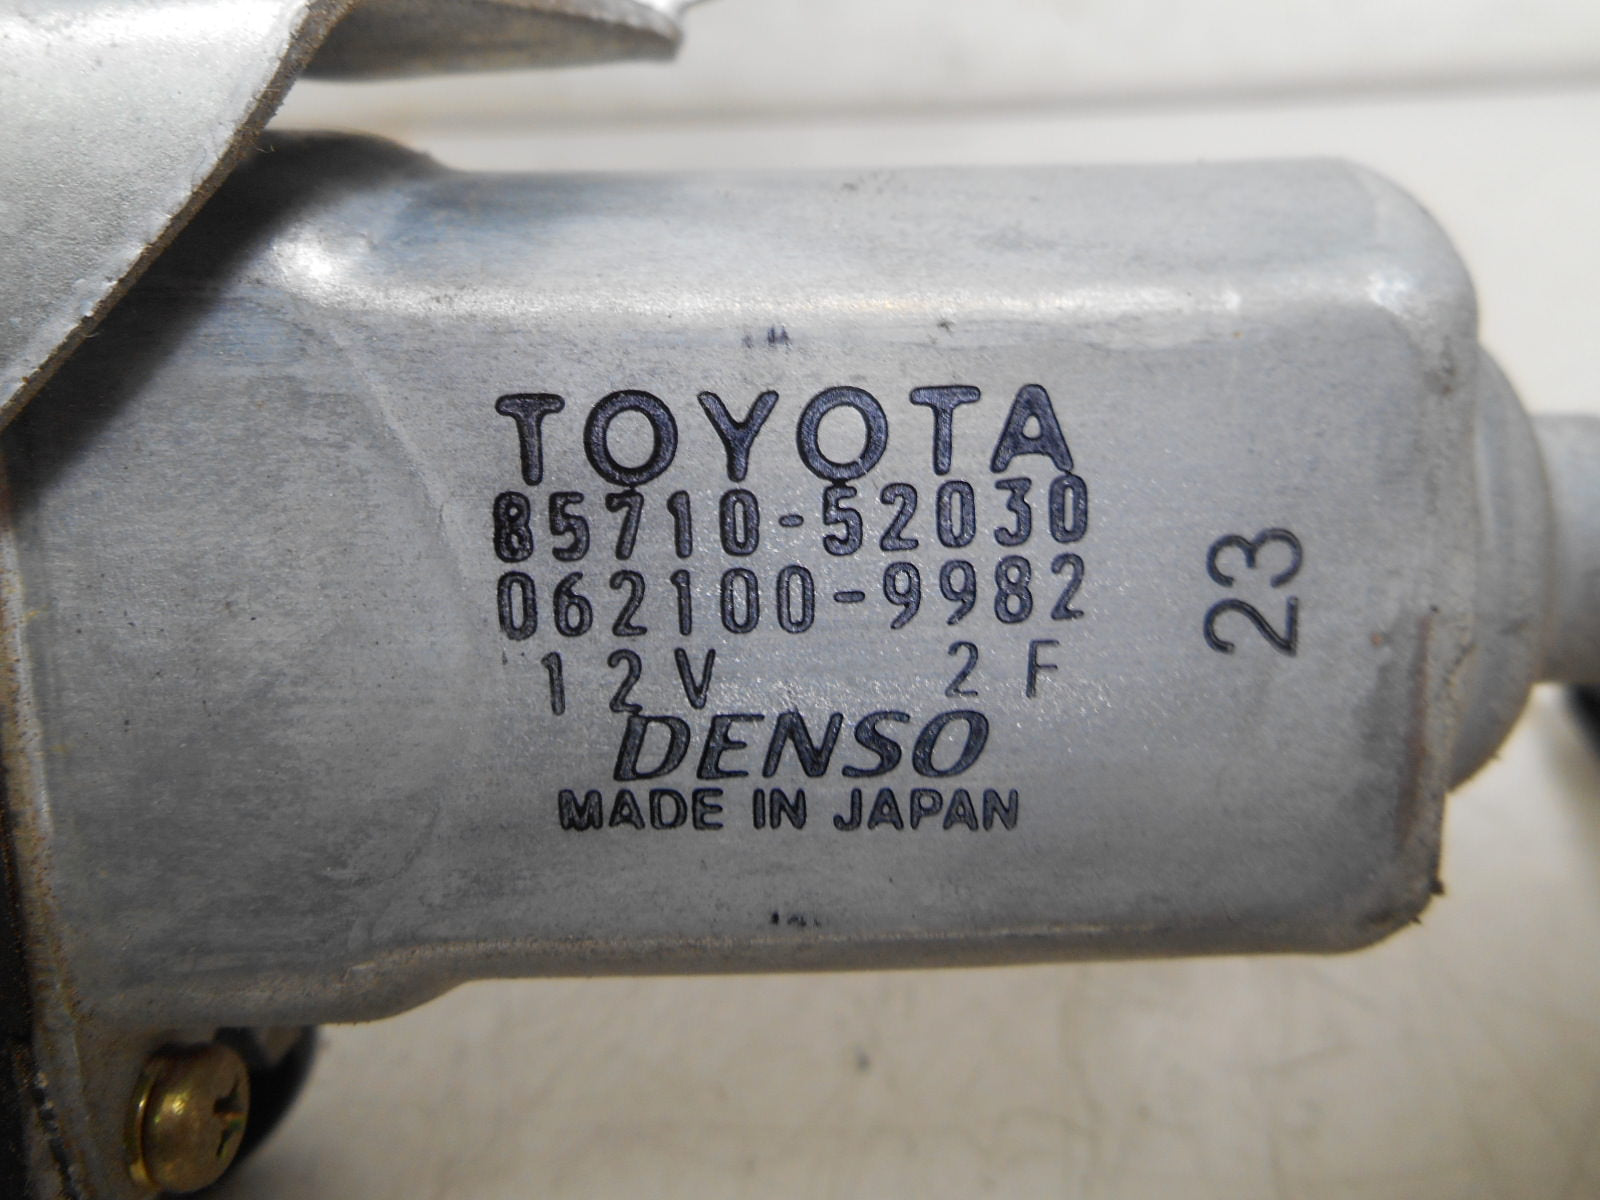 TOYOTA
85710-52030
062100-9982
12V 2F
DENSO
MADE IN JAPAN
23